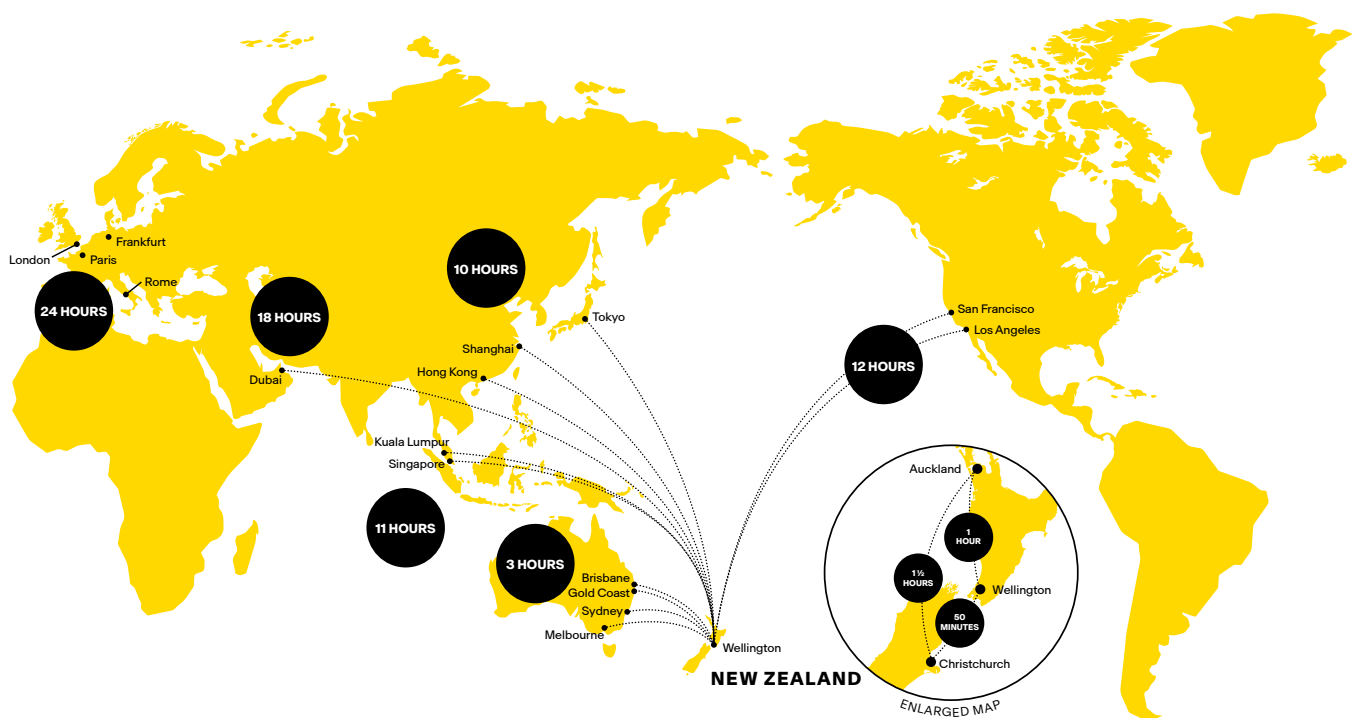 Frankfurt
London
Paris
Rome
24 HOURS
18 HOURS
10 HOURS
Tokyo
Shanghai
Hong Kong
Dubai
Kuala Lumpur
Singapore
11 HOURS
3 HOURS
Brisbane
Gold Coast
Sydney
Melbourne
Wellington
NEW ZEALAND
San Francisco
Los Angeles
12 HOURS
Auckland
1
HOUR
1 ½
HOURS
Wellington
50
MINUTES
Christchurch
ENLARGED MAP